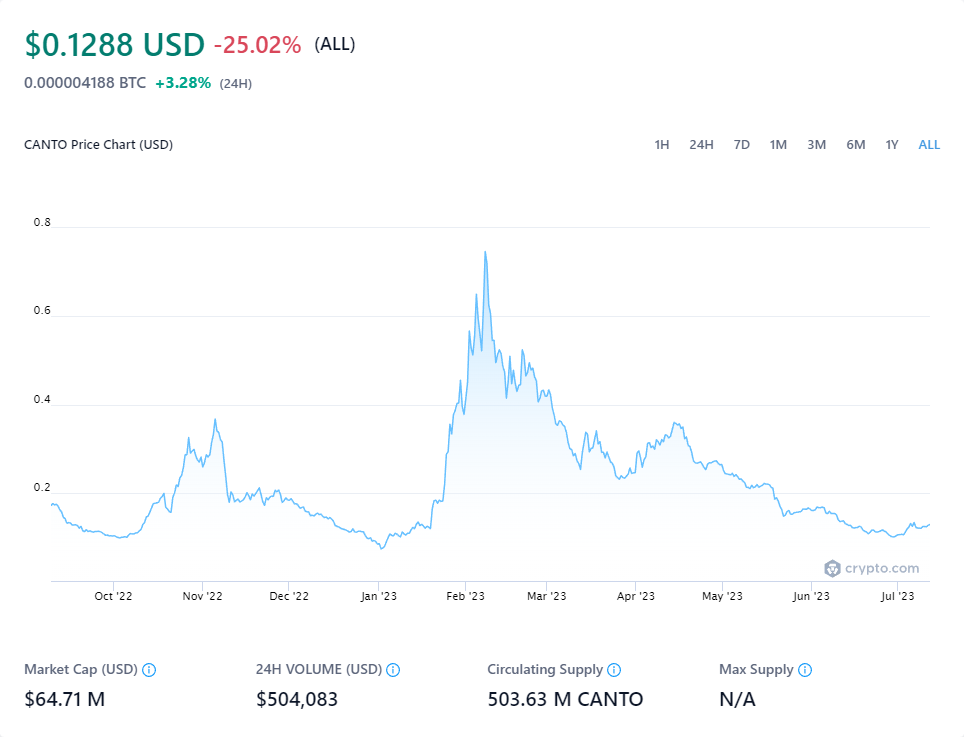 $0.1288 USD -25.02% (ALL)
0.000004188 BTC +3.28% (24H)
CANTO Price Chart (USD) 1H 24H 7D 1M 3M 6M 1Y ALL
0.8
0.6
0.4
0.2
crypto.com
Oct '22 Nov '22 Dec '22 Jan '23 Feb '23 Mar '23 Apr '23 May '23 Jun '23 Jul '23
Market Cap (USD) 24H VOLUME (USD) Circulating Supply Max Supply
$64.71 M $504,083 503.63 M CANTO N/A